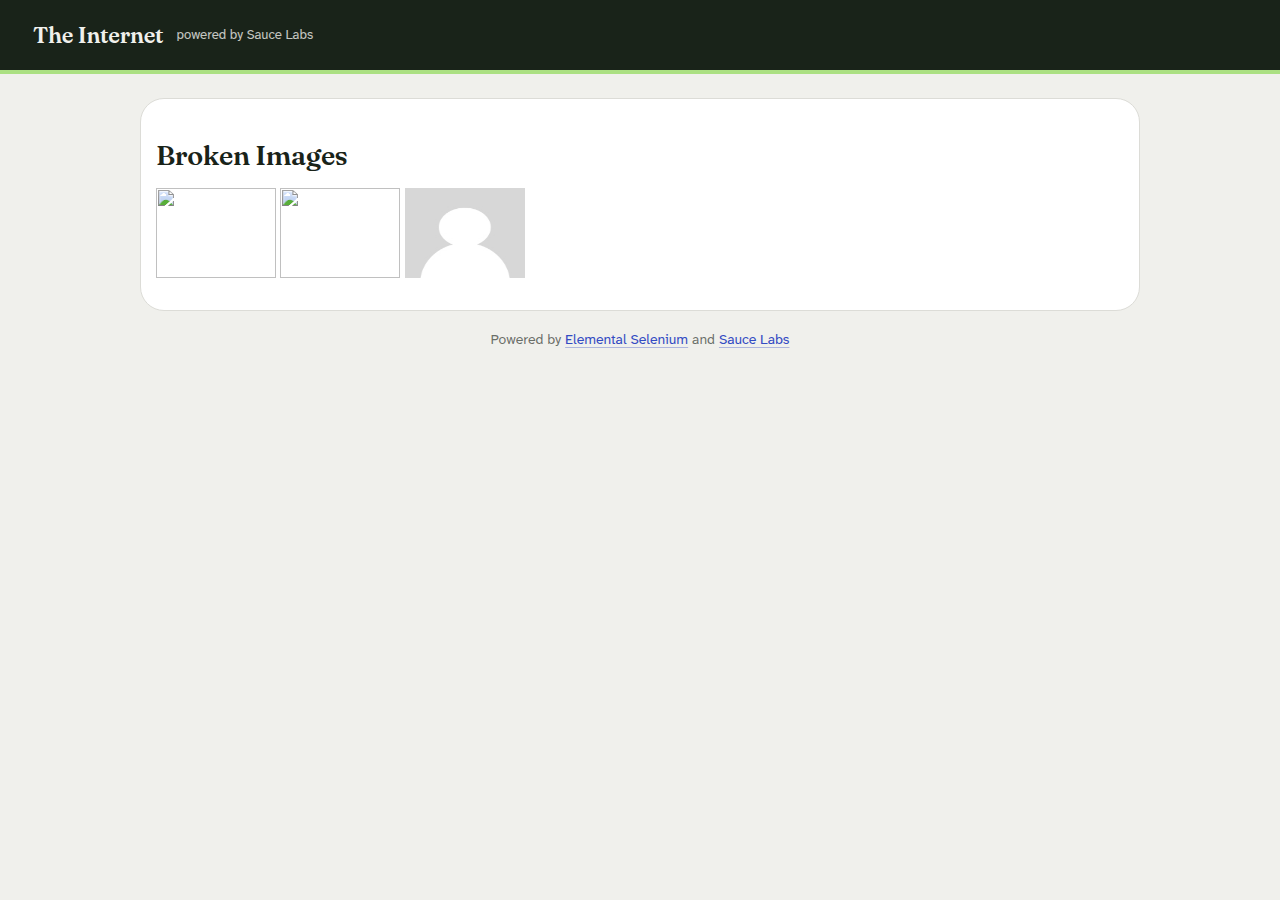 The Internet powered by Sauce Labs
Broken Images
Powered by Elemental Selenium and Sauce Labs